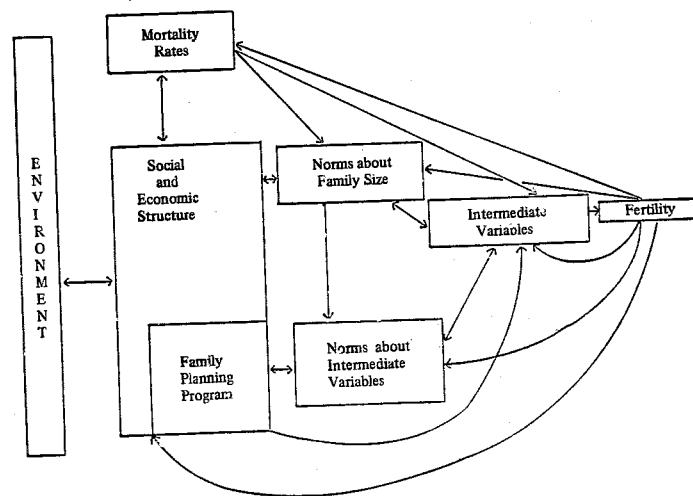 Mortality
Rates
ENVIRONMENT
Social
and
Economic
Structure
Norms about
Family Size
Intermediate
Variables
Fertility
Family
Planning
Program
Norms about
Intermediate
Variables